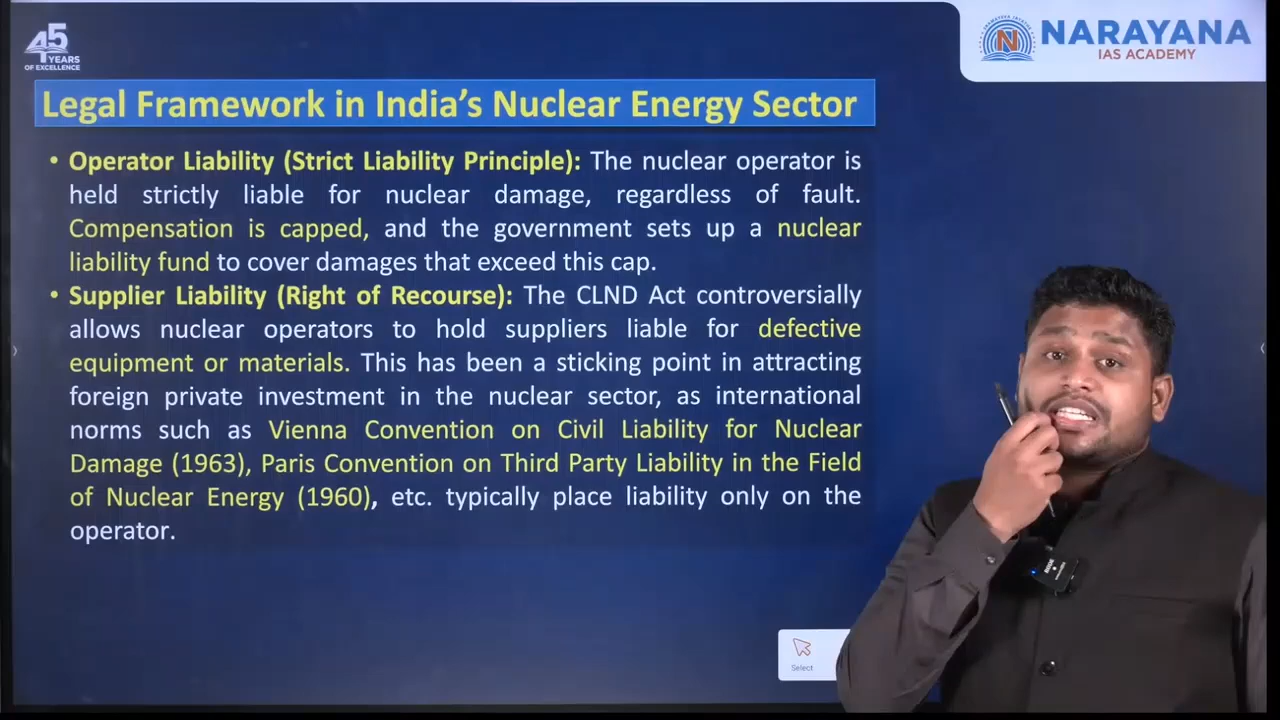 45
YEARS
OF EXCELLENCE
NARAYANA
IAS ACADEMY
Legal Framework in India's Nuclear Energy Sector
• Operator Liability (Strict Liability Principle): The nuclear operator is
held strictly liable for nuclear damage, regardless of fault.
Compensation is capped, and the government sets up a nuclear
liability fund to cover damages that exceed this cap.
• Supplier Liability (Right of Recourse): The CLND Act controversially
allows nuclear operators to hold suppliers liable for defective
equipment or materials. This has been a sticking point in attracting
foreign private investment in the nuclear sector, as international
norms such as Vienna Convention on Civil Liability for Nuclear
Damage (1963), Paris Convention on Third Party Liability in the Field
of Nuclear Energy (1960), etc. typically place liability only on the
operator.
Select